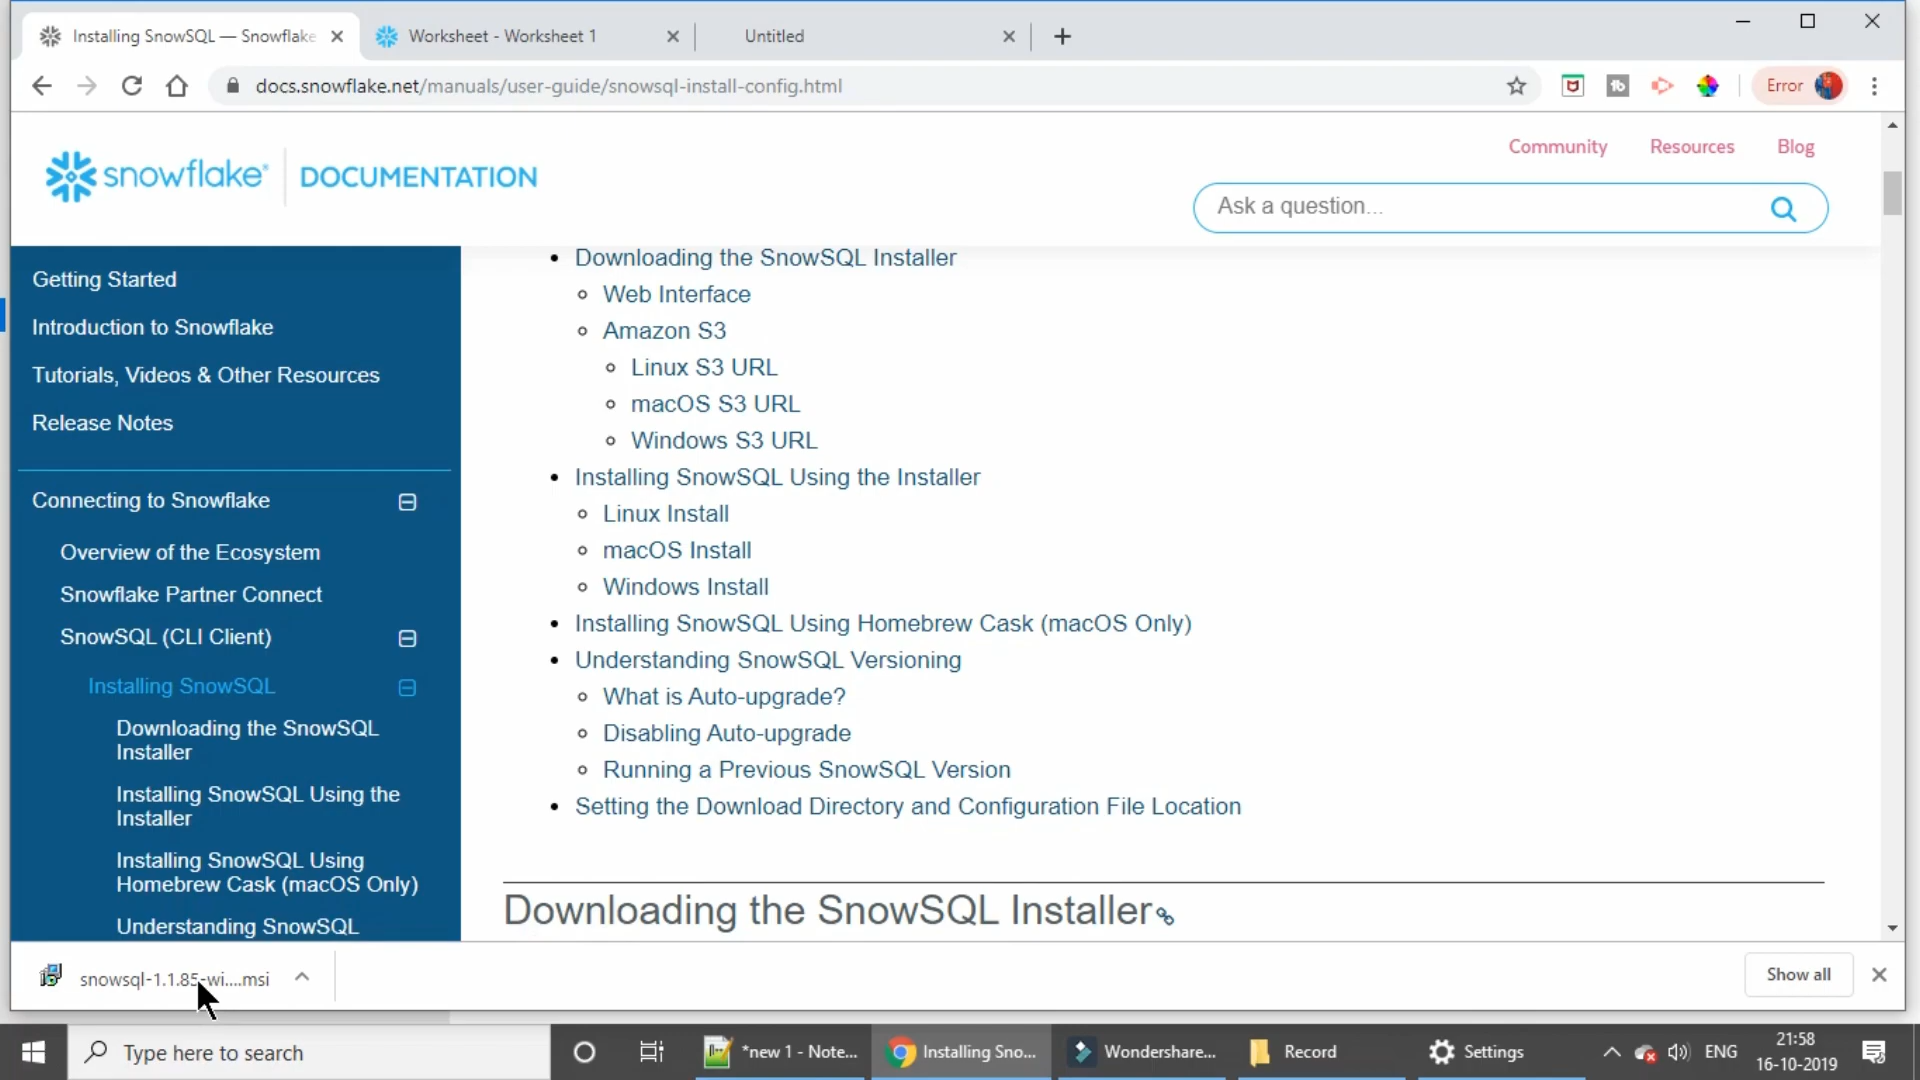 Installing SnowSQL — Snowflake
Worksheet - Worksheet 1
Untitled
docs.snowflake.net/manuals/user-guide/snowsql-install-config.html
Error
snowflake® DOCUMENTATION
Community
Resources
Blog
Ask a question...
Getting Started
Introduction to Snowflake
Tutorials, Videos & Other Resources
Release Notes
Connecting to Snowflake
Overview of the Ecosystem
Snowflake Partner Connect
SnowSQL (CLI Client)
Installing SnowSQL
Downloading the SnowSQL
Installer
Installing SnowSQL Using the
Installer
Installing SnowSQL Using
Homebrew Cask (macOS Only)
Understanding SnowSQL
Downloading the SnowSQL Installer
Web Interface
Amazon S3
Linux S3 URL
macOS S3 URL
Windows S3 URL
Installing SnowSQL Using the Installer
Linux Install
macOS Install
Windows Install
Installing SnowSQL Using Homebrew Cask (macOS Only)
Understanding SnowSQL Versioning
What is Auto-upgrade?
Disabling Auto-upgrade
Running a Previous SnowSQL Version
Setting the Download Directory and Configuration File Location
Downloading the SnowSQL Installer
snowsql-1.1.85-wi....msi
Show all
Type here to search
*new 1 - Note...
Installing Sno...
Wondershare...
Record
Settings
ENG
21:58
16-10-2019